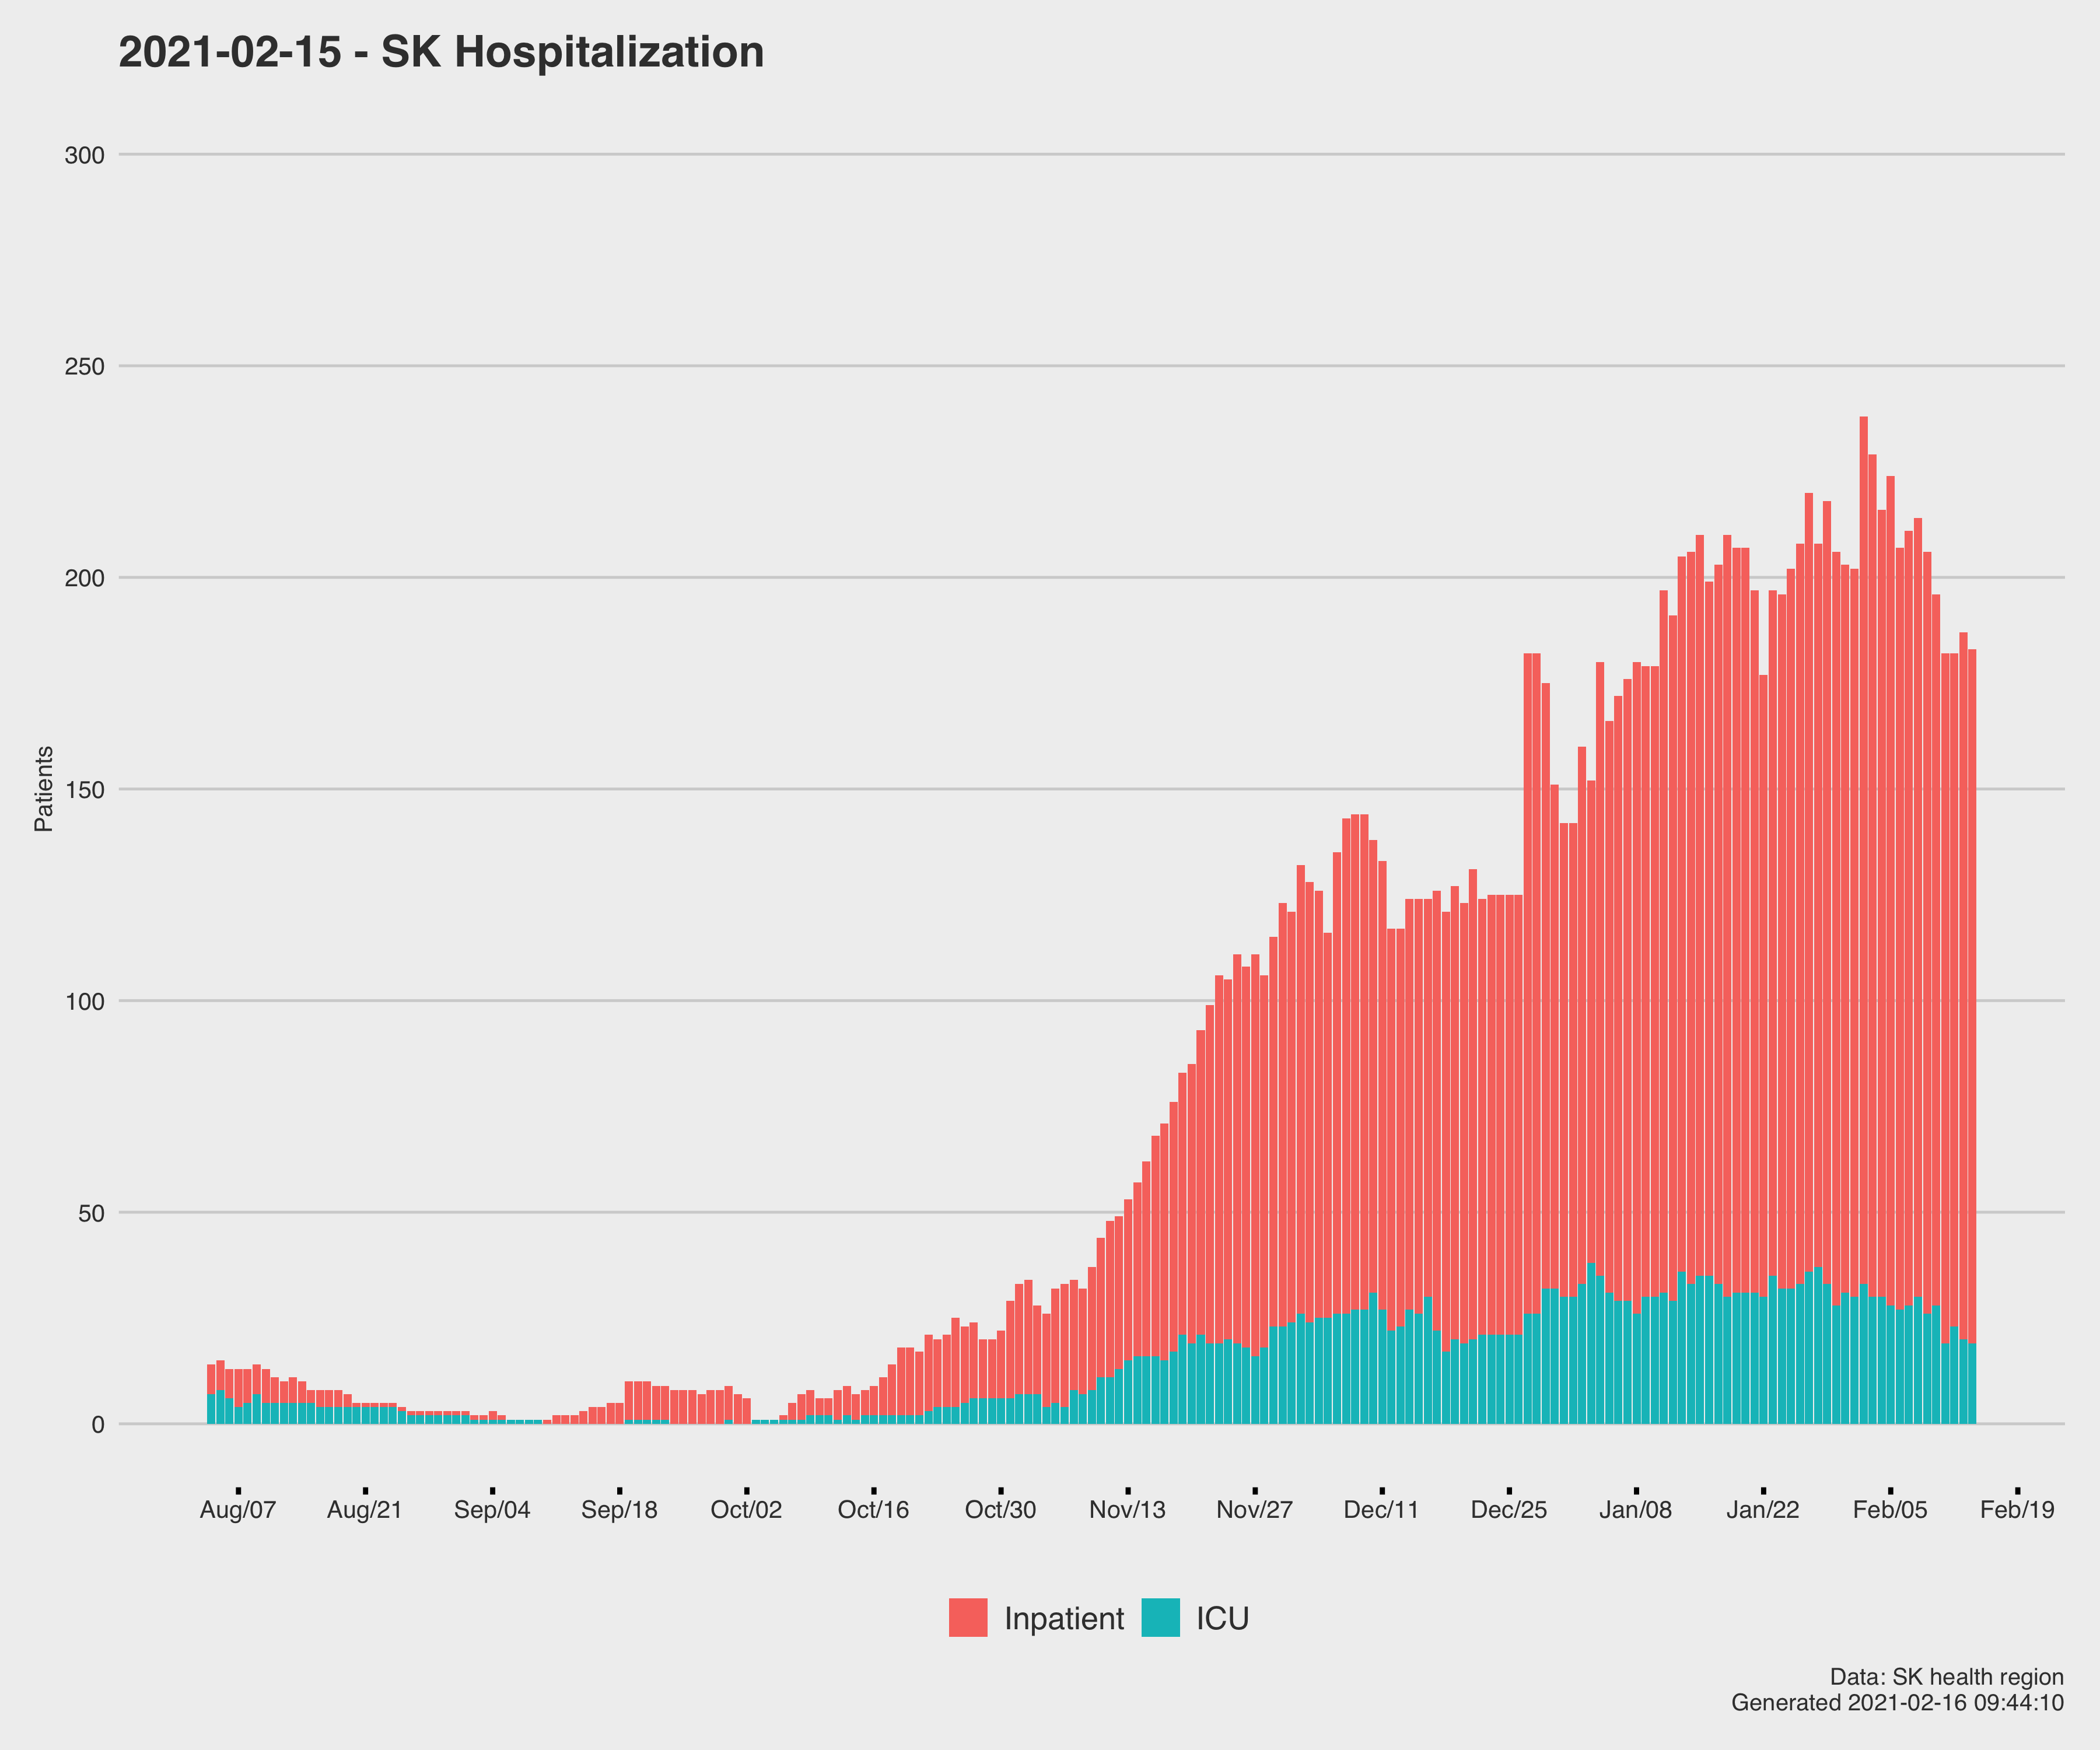 2021-02-15 - SK Hospitalization
300
250
200
150
100
50
0
Patients
Aug/07 Aug/21 Sep/04 Sep/18 Oct/02 Oct/16 Oct/30 Nov/13 Nov/27 Dec/11 Dec/25 Jan/08 Jan/22 Feb/05 Feb/19
Inpatient ICU
Data: SK health region
Generated 2021-02-16 09:44:10